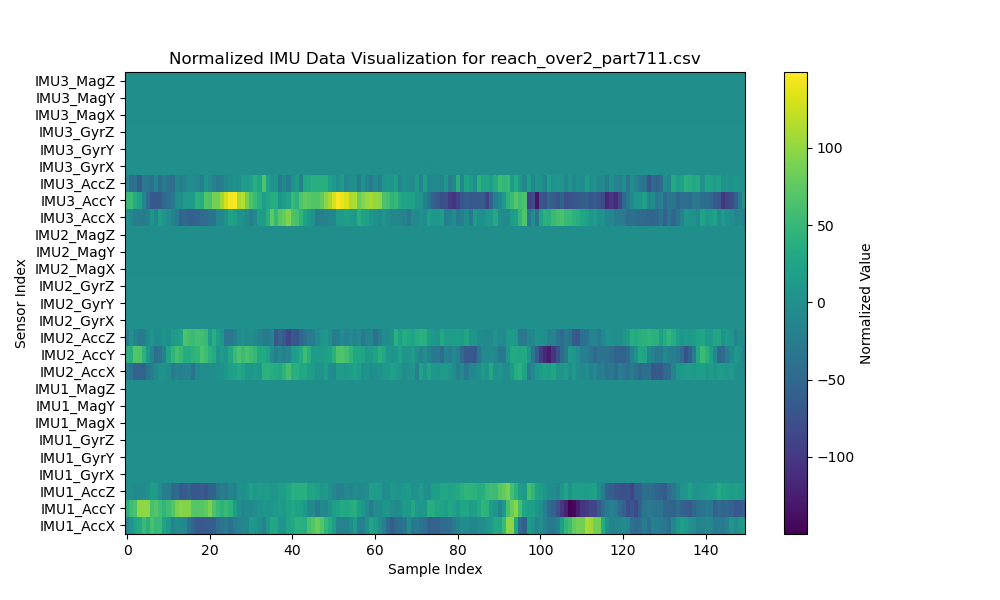 Normalized IMU Data Visualization for reach_over2_part711.csv
IMU3_MagZ
IMU3_MagY
IMU3_MagX
IMU3_GyrZ
IMU3_GyrY
IMU3_GyrX
IMU3_AccZ
IMU3_AccY
IMU3_AccX
IMU2_MagZ
IMU2_MagY
IMU2_MagX
IMU2_GyrZ
IMU2_GyrY
IMU2_GyrX
IMU2_AccZ
IMU2_AccY
IMU2_AccX
IMU1_MagZ
IMU1_MagY
IMU1_MagX
IMU1_GyrZ
IMU1_GyrY
IMU1_GyrX
IMU1_AccZ
IMU1_AccY
IMU1_AccX
Sensor Index
0 20 40 60 80 100 120 140
Sample Index
100
50
0
−50
−100
Normalized Value